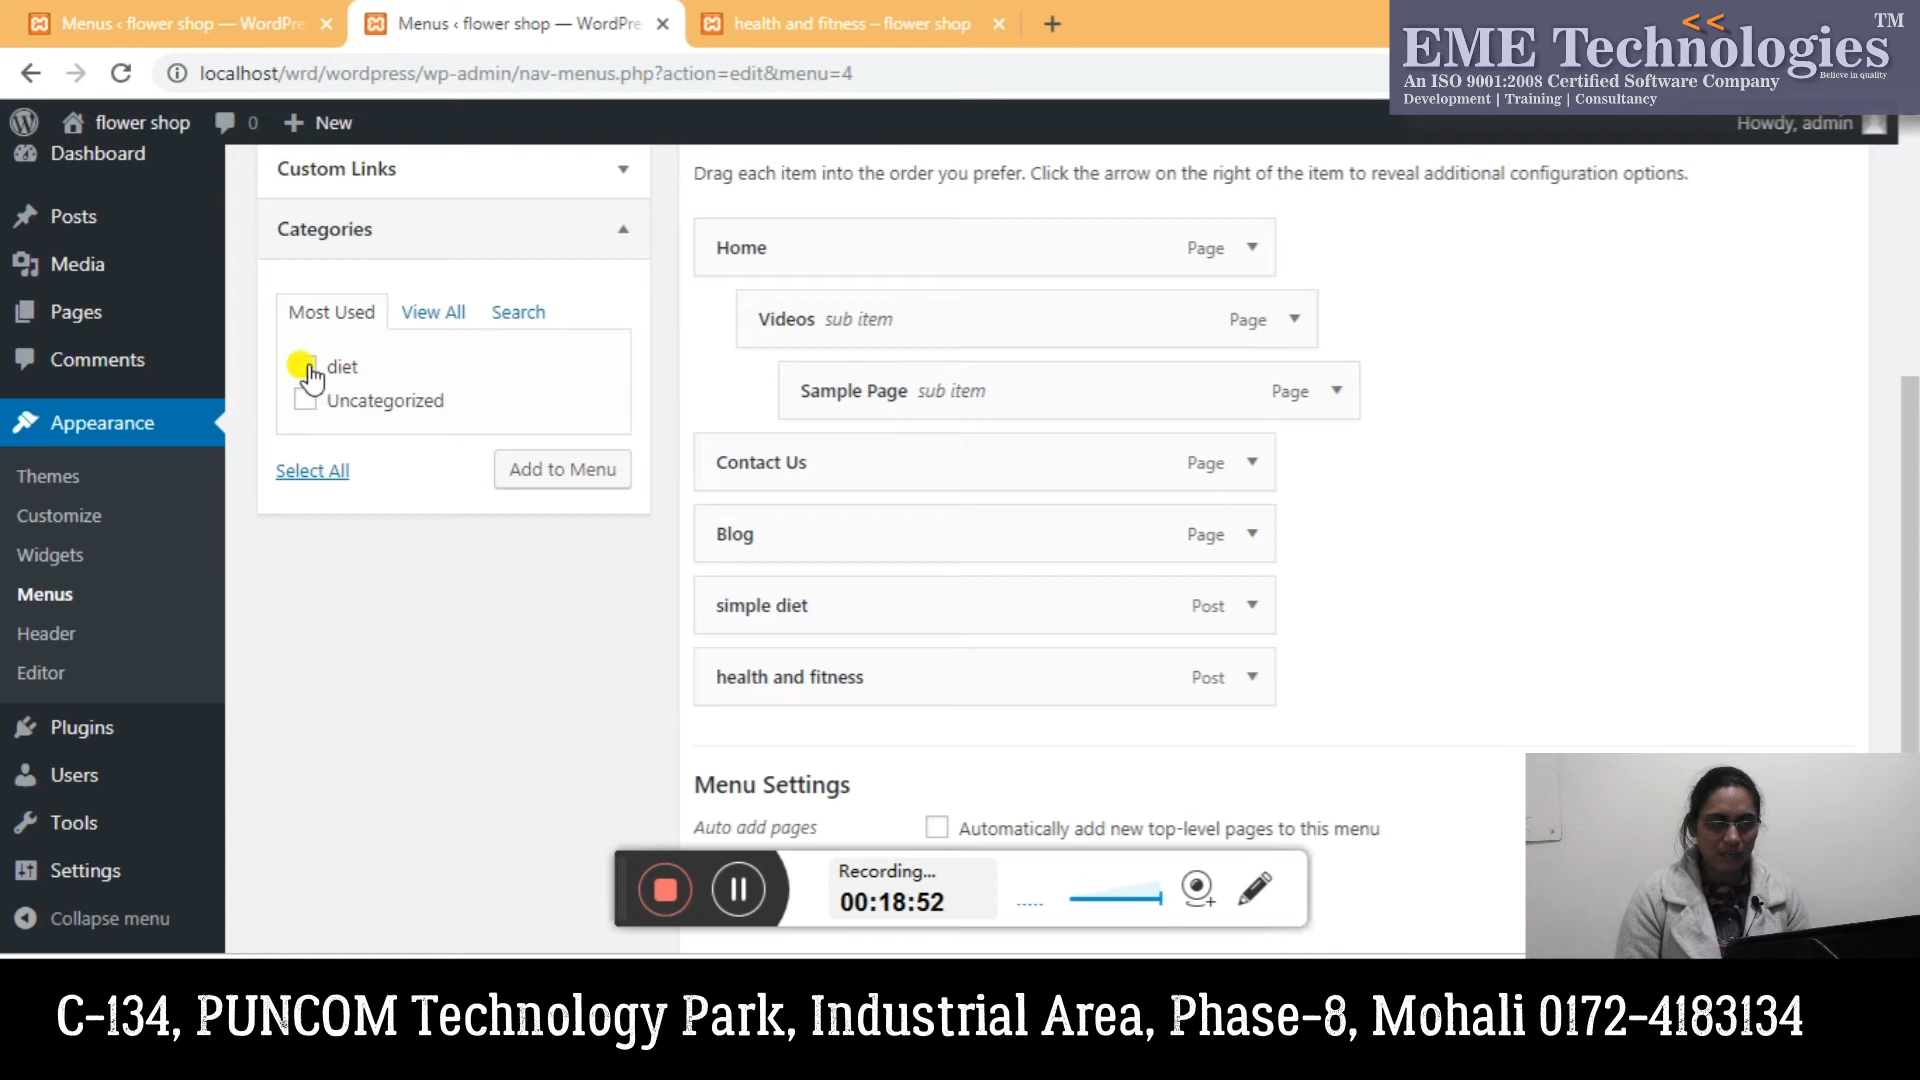 Menus ‹ flower shop — WordPre
Menus ‹ flower shop — WordPre
health and fitness – flower shop
<<
TM
EME Technologies
Believe in quality
An ISO 9001:2008 Certified Software Company
Development | Training | Consultancy
localhost/wrd/wordpress/wp-admin/nav-menus.php?action=edit&menu=4
flower shop
0
New
Howdy, admin
Dashboard
Posts
Media
Pages
Comments
Appearance
Themes
Customize
Widgets
Menus
Header
Editor
Plugins
Users
Tools
Settings
Collapse menu
Custom Links
Categories
Most Used View All Search
diet
Uncategorized
Select All Add to Menu
Drag each item into the order you prefer. Click the arrow on the right of the item to reveal additional configuration options.
Home Page
Videos sub item Page
Sample Page sub item Page
Contact Us Page
Blog Page
simple diet Post
health and fitness Post
Menu Settings
Auto add pages Automatically add new top-level pages to this menu
Recording...
00:18:52
C-134, PUNCOM Technology Park, Industrial Area, Phase-8, Mohali 0172-4183134